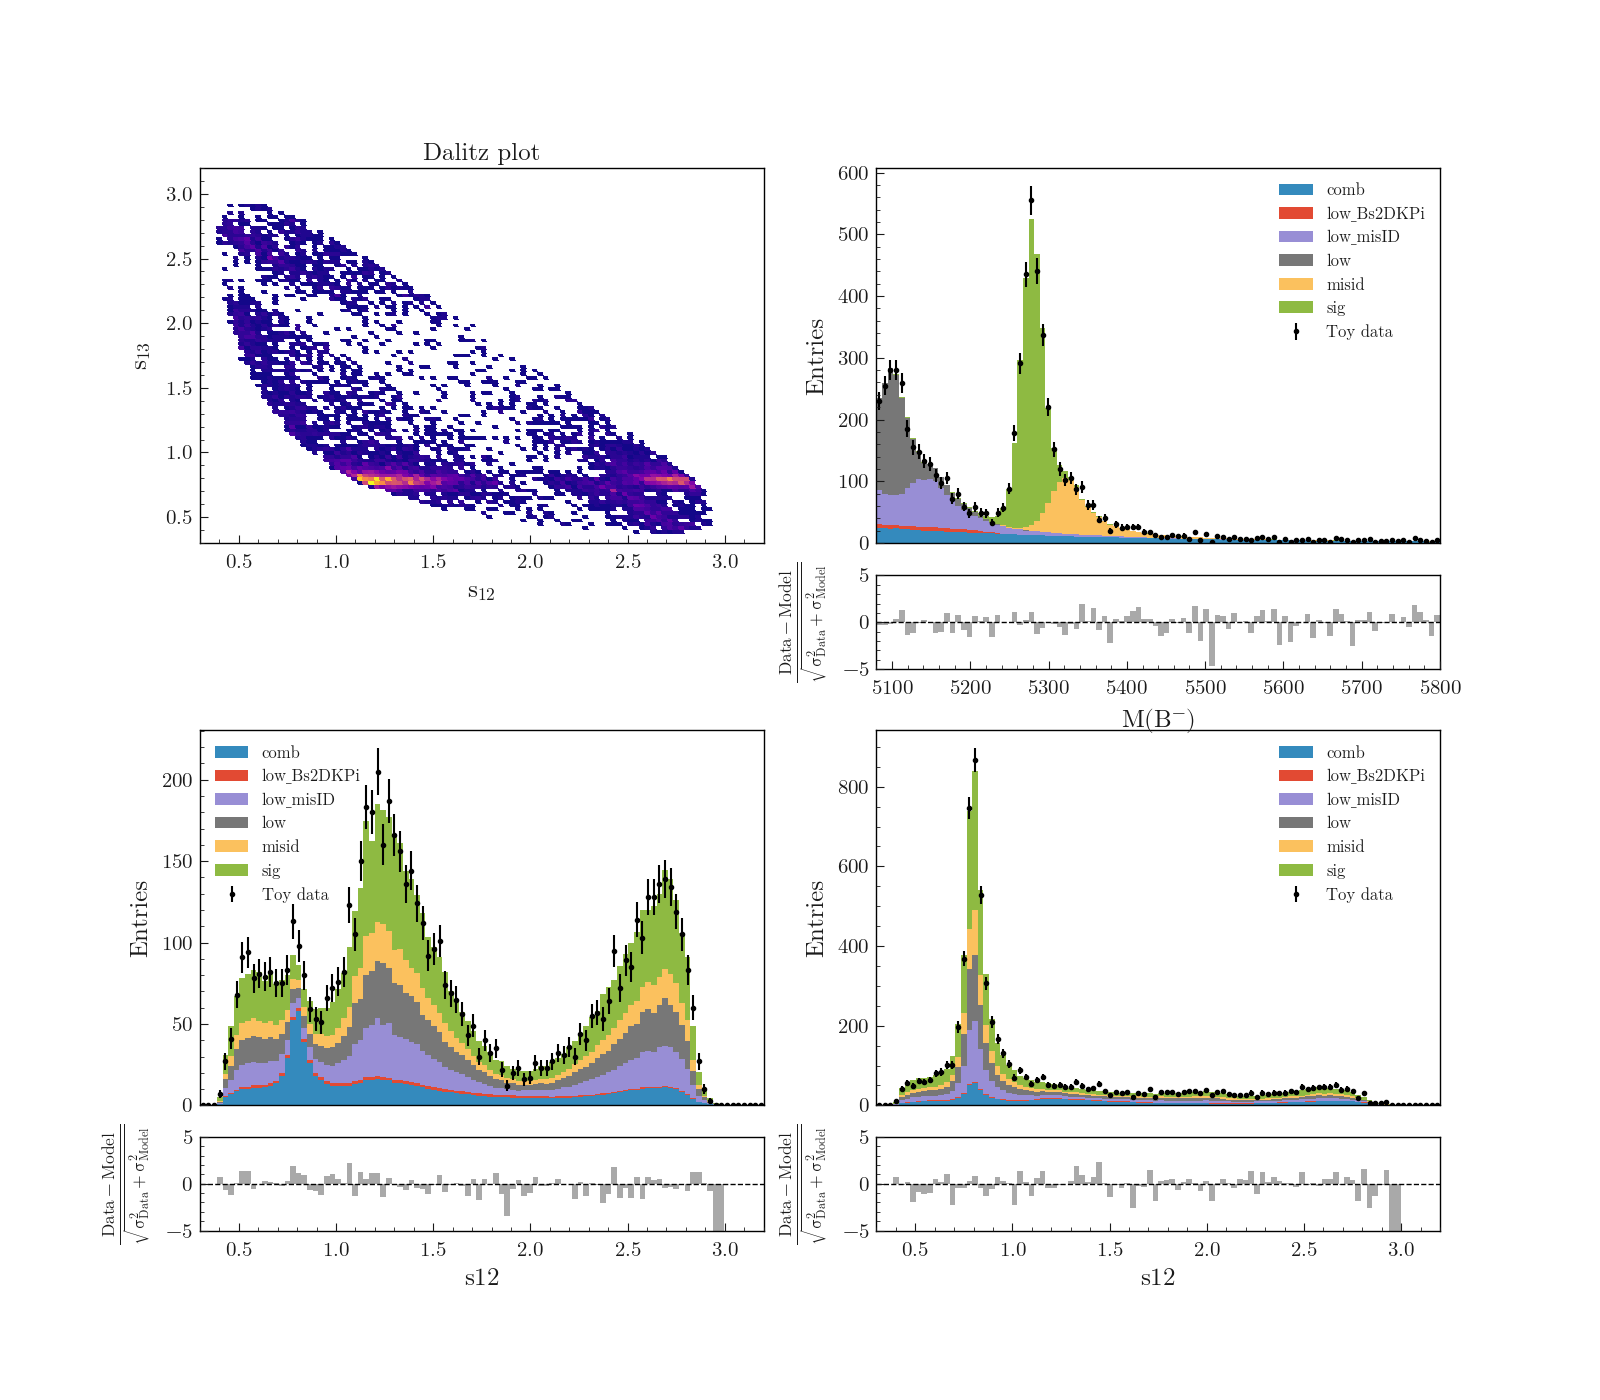 Dalitz plot
3.0
2.5
2.0
1.5
1.0
0.5
s13
0.5 1.0 1.5 2.0 2.5 3.0
s12
600
500
400
300
200
100
0
Entries
comb
low_Bs2DKPi
low_misID
low
misid
sig
Toy data
5
0
−5
Data − Model
√σ²Data + σ²Model
5100 5200 5300 5400 5500 5600 5700 5800
M(B⁻)
200
150
100
50
0
Entries
comb
low_Bs2DKPi
low_misID
low
misid
sig
Toy data
5
0
−5
Data − Model
√σ²Data + σ²Model
0.5 1.0 1.5 2.0 2.5 3.0
s12
800
600
400
200
0
Entries
comb
low_Bs2DKPi
low_misID
low
misid
sig
Toy data
5
0
−5
Data − Model
√σ²Data + σ²Model
0.5 1.0 1.5 2.0 2.5 3.0
s12